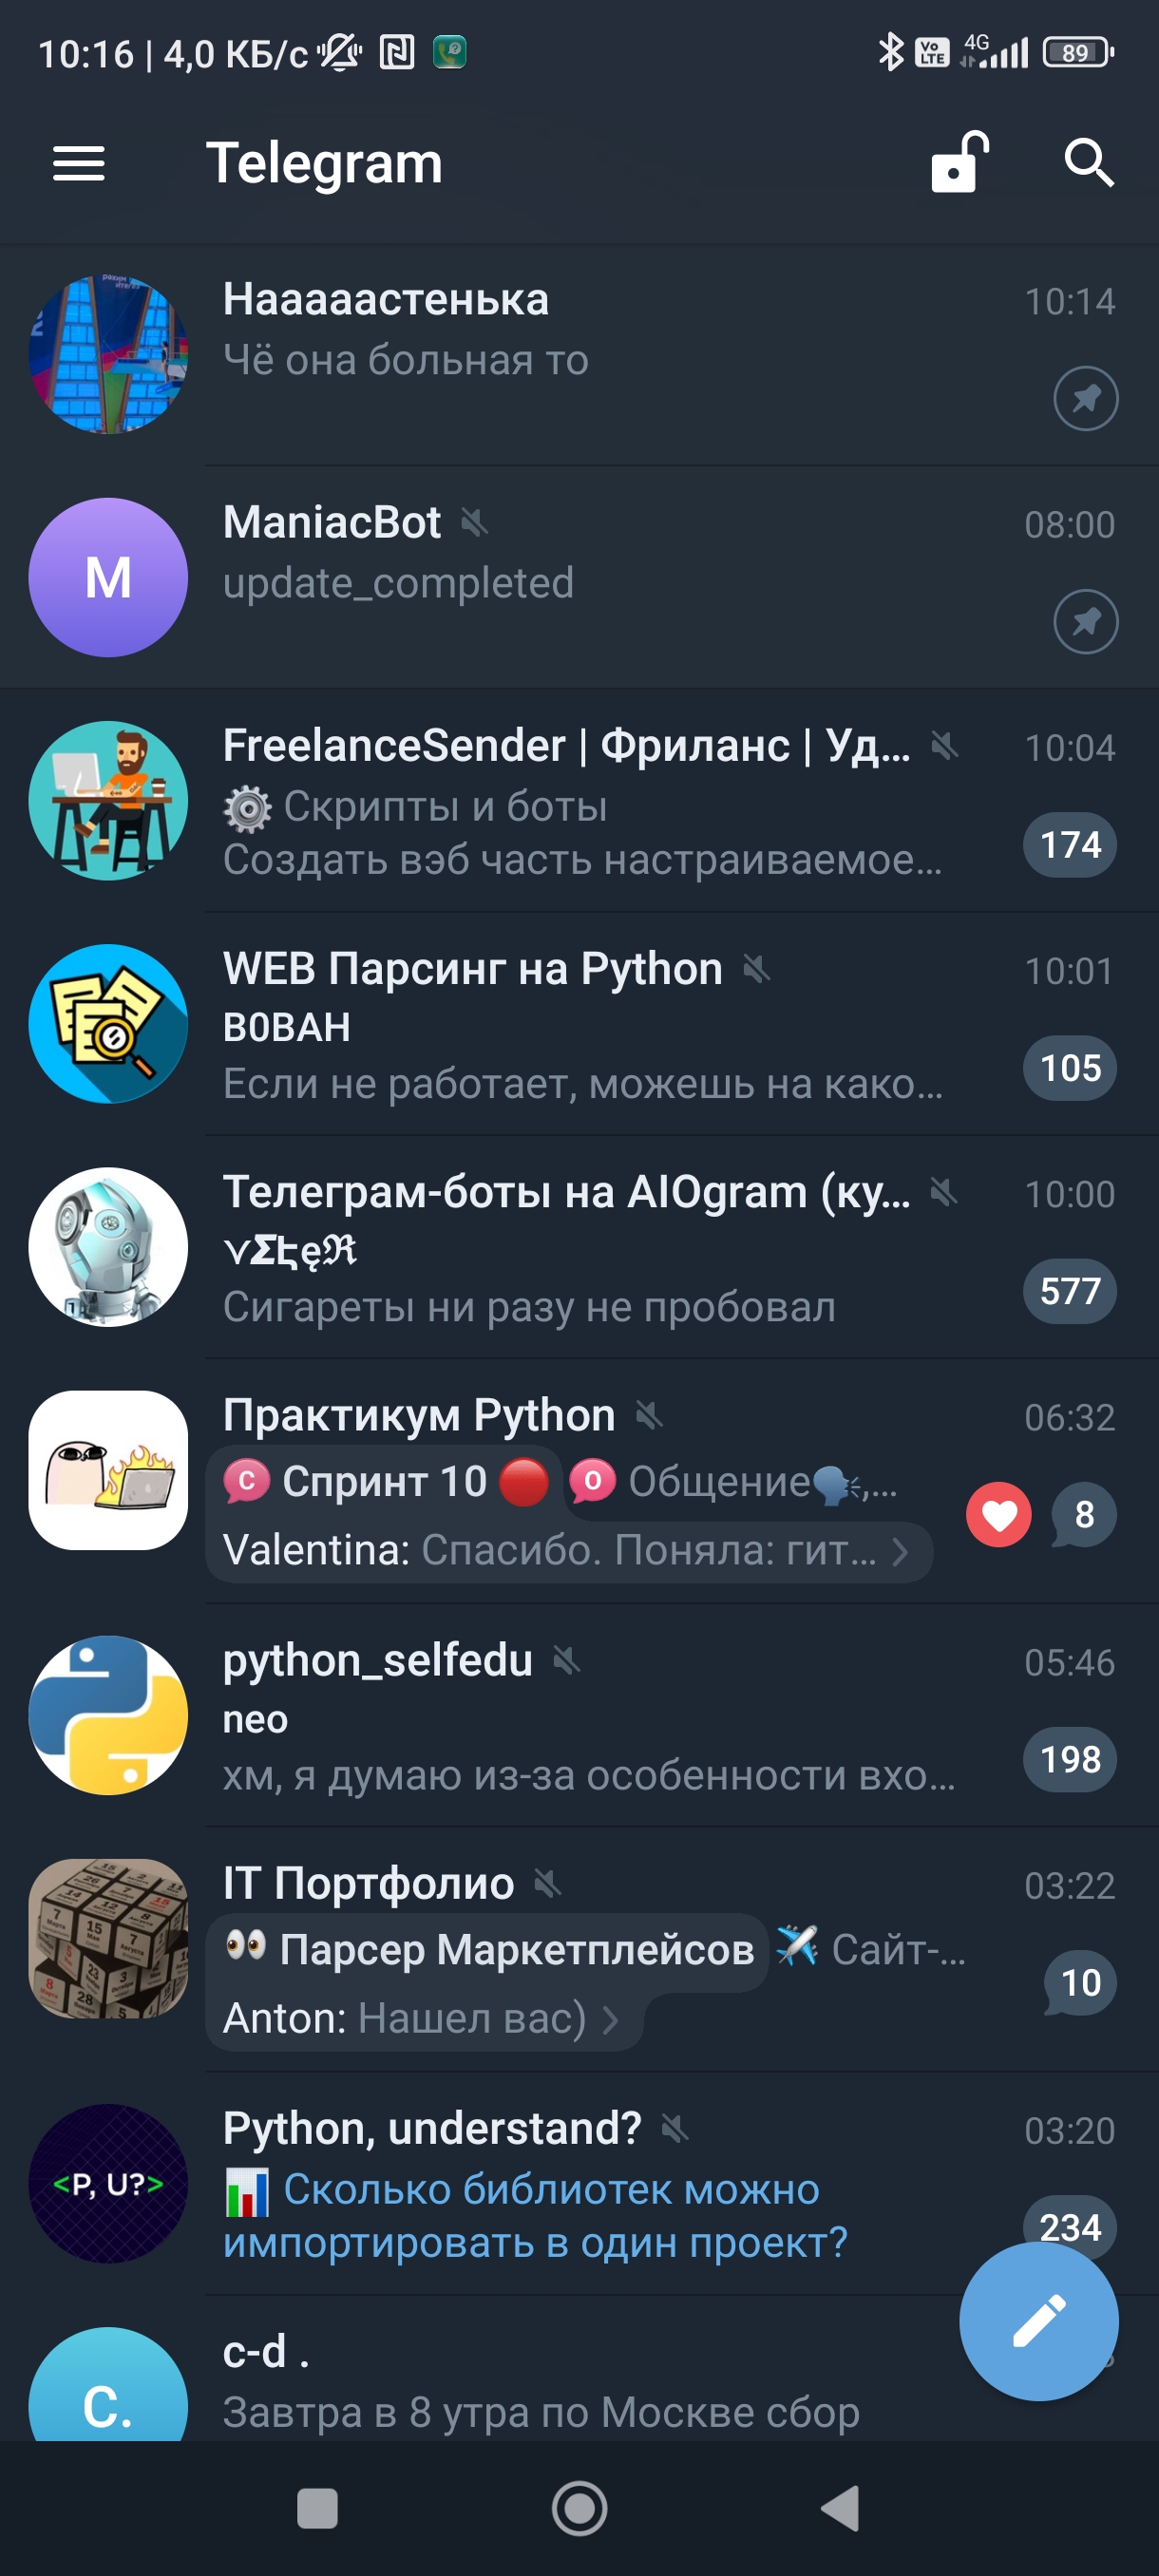 10:16 | 4,0 КБ/с
Vo LTE 4G 89
Telegram
Нааааастенька 10:14
Чё она больная то
M
ManiacBot 08:00
update_completed
FreelanceSender | Фриланс | Уд... 10:04
Скрипты и боты
Создать вэб часть настраиваемое... 174
WEB Парсинг на Python 10:01
B0BAH
Если не работает, можешь на како... 105
Телеграм-боты на AIOgram (ку... 10:00
Сигареты ни разу не пробовал 577
Практикум Python 06:32
С Спринт 10 О Общение,...
Valentina: Спасибо. Поняла: гит... 8
python_selfedu 05:46
neo
хм, я думаю из-за особенности вхо... 198
IT Портфолио 03:22
Парсер Маркетплейсов Сайт-...
Anton: Нашел вас) 10
<P, U?>
Python, understand? 03:20
Сколько библиотек можно
импортировать в один проект? 234
C.
c-d .
Завтра в 8 утра по Москве сбор